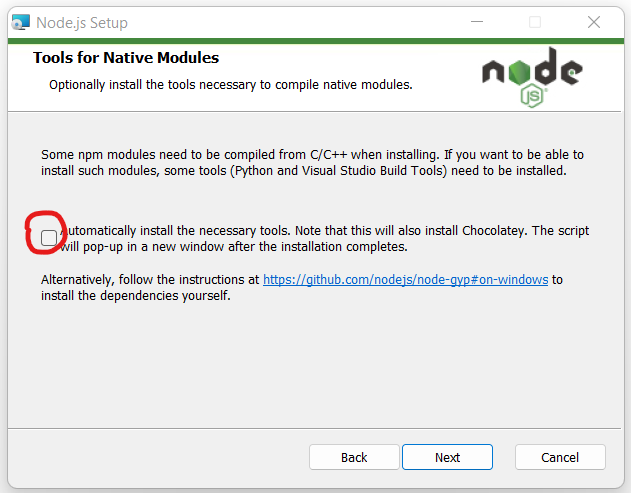 Node.js Setup
Tools for Native Modules
Optionally install the tools necessary to compile native modules.
node
JS
Some npm modules need to be compiled from C/C++ when installing. If you want to be able to
install such modules, some tools (Python and Visual Studio Build Tools) need to be installed.
Automatically install the necessary tools. Note that this will also install Chocolatey. The script
will pop-up in a new window after the installation completes.
Alternatively, follow the instructions at https://github.com/nodejs/node-gyp#on-windows to
install the dependencies yourself.
Back
Next
Cancel